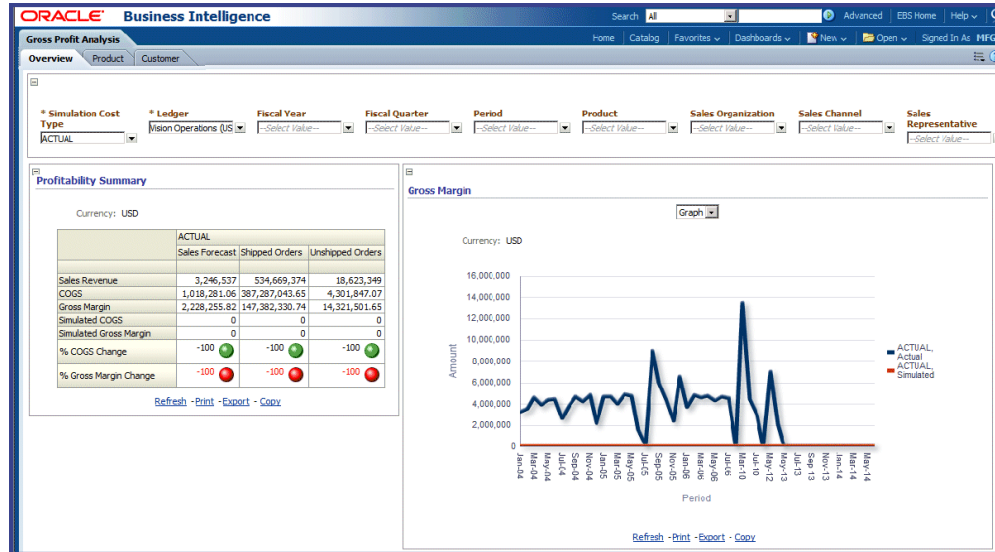 ORACLE Business Intelligence
Search All Advanced EBS Home Help
Gross Profit Analysis
Home Catalog Favorites Dashboards New Open Signed In As MFG
Overview Product Customer
* Simulation Cost Type
ACTUAL
* Ledger
Vision Operations (US
Fiscal Year
--Select Value--
Fiscal Quarter
--Select Value--
Period
--Select Value--
Product
--Select Value--
Sales Organization
--Select Value--
Sales Channel
--Select Value--
Sales Representative
--Select Value--
Profitability Summary
Currency: USD
ACTUAL
Sales Forecast Shipped Orders Unshipped Orders
Sales Revenue 3,246,537 534,669,374 18,623,349
COGS 1,018,281.06 387,287,043.65 4,301,847.07
Gross Margin 2,228,255.82 147,382,330.74 14,321,501.65
Simulated COGS 0 0 0
Simulated Gross Margin 0 0 0
% COGS Change -100 -100 -100
% Gross Margin Change -100 -100 -100
Refresh - Print - Export - Copy
Gross Margin
Graph
Currency: USD
16,000,000
14,000,000
12,000,000
10,000,000
8,000,000
6,000,000
4,000,000
2,000,000
0
Amount
Jan-04
Mar-04
May-04
Jul-04
Sep-04
Nov-04
Jan-05
Mar-05
May-05
Jul-05
Sep-05
Nov-05
Jan-06
Mar-06
May-06
Jul-06
Mar-10
Jul-10
May-12
May-13
Jul-13
Sep-13
Nov-13
Jan-14
Mar-14
May-14
Period
ACTUAL, Actual
ACTUAL, Simulated
Refresh - Print - Export - Copy